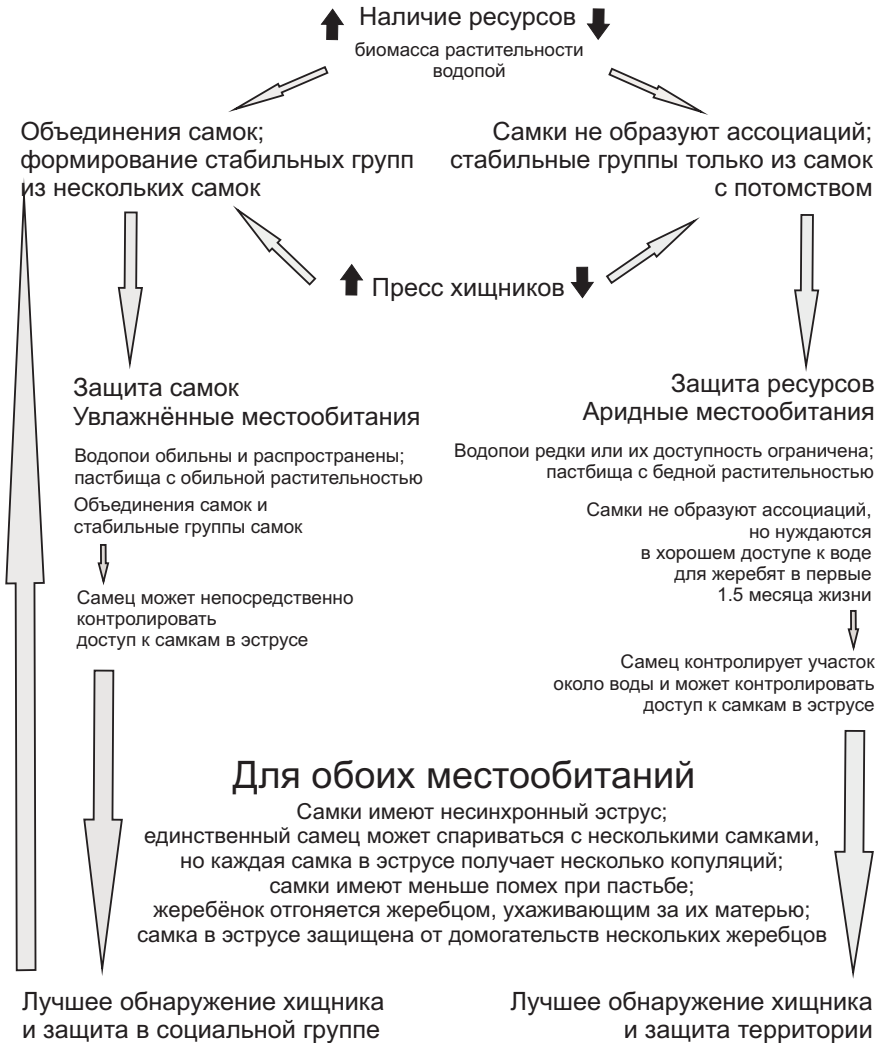 Наличие ресурсов
биомасса растительности
водопой
Объединения самок;
формирование стабильных групп
из нескольких самок
Самки не образуют ассоциаций;
стабильные группы только из самок
с потомством
Пресс хищников
Защита самок
Увлажнённые местообитания
Водопои обильны и распространены;
пастбища с обильной растительностью
Объединения самок и
стабильные группы самок
Самец может непосредственно
контролировать
доступ к самкам в эструсе
Защита ресурсов
Аридные местообитания
Водопои редки или их доступность ограничена;
пастбища с бедной растительностью
Самки не образуют ассоциаций,
но нуждаются
в хорошем доступе к воде
для жеребят в первые
1.5 месяца жизни
Самец контролирует участок
около воды и может контролировать
доступ к самкам в эструсе
Для обоих местообитаний
Самки имеют несинхронный эструс;
единственный самец может спариваться с несколькими самками,
но каждая самка в эструсе получает несколько копуляций;
самки имеют меньше помех при пастьбе;
жеребёнок отгоняется жеребцом, ухаживающим за их матерью;
самка в эструсе защищена от домогательств нескольких жеребцов
Лучшее обнаружение хищника
и защита в социальной группе
Лучшее обнаружение хищника
и защита территории